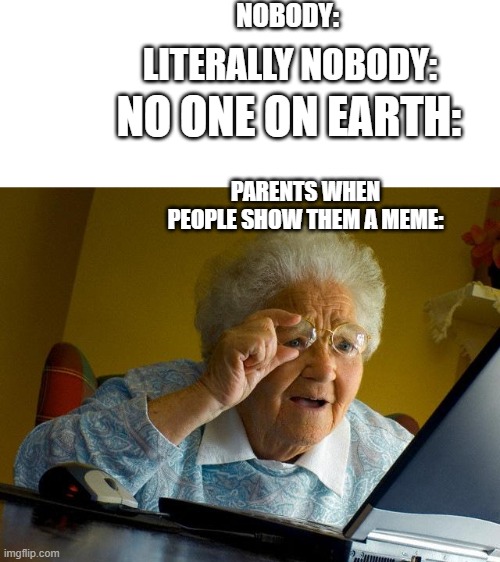 NOBODY:
LITERALLY NOBODY:
NO ONE ON EARTH:
PARENTS WHEN
PEOPLE SHOW THEM A MEME:
imgflip.com